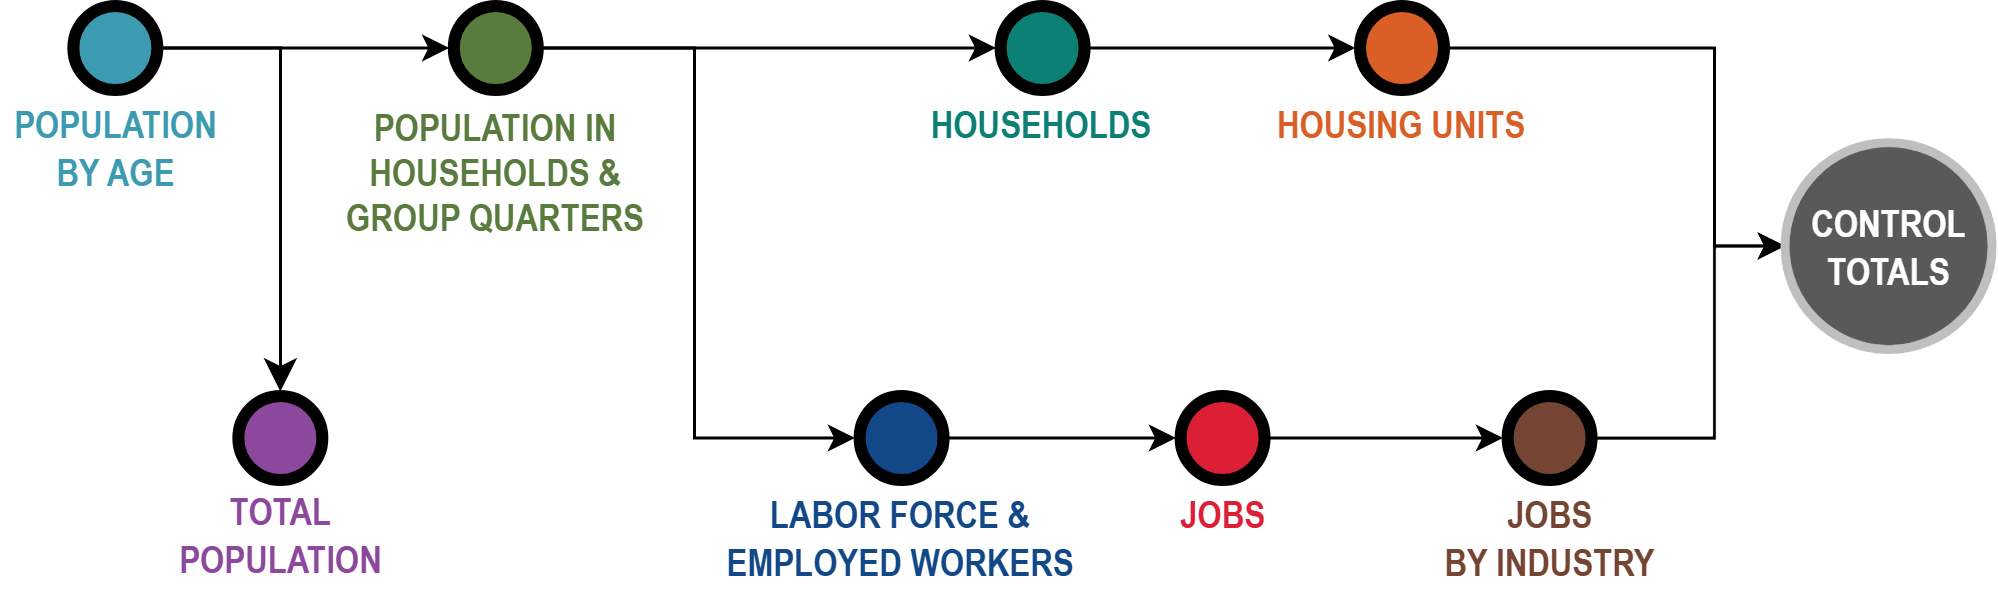 POPULATION
BY AGE
POPULATION IN
HOUSEHOLDS &
GROUP QUARTERS
HOUSEHOLDS
HOUSING UNITS
CONTROL
TOTALS
TOTAL
POPULATION
LABOR FORCE &
EMPLOYED WORKERS
JOBS
JOBS
BY INDUSTRY